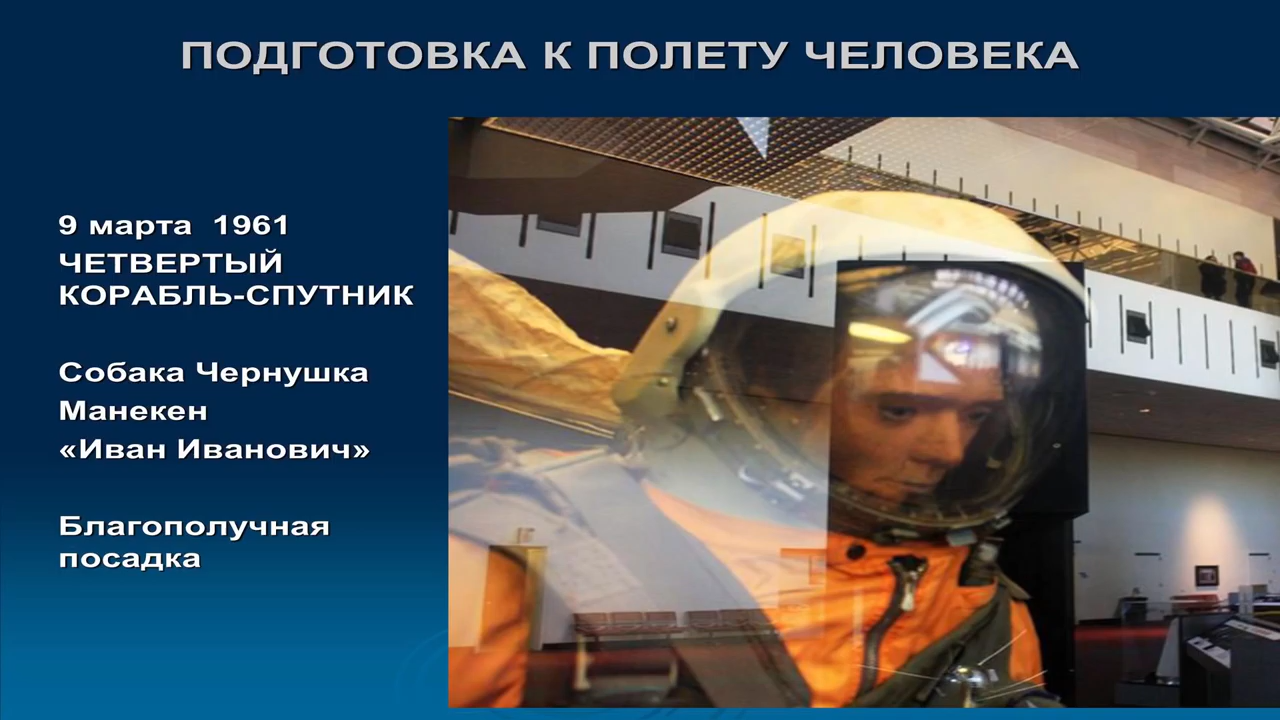 ПОДГОТОВКА К ПОЛЕТУ ЧЕЛОВЕКА
9 марта 1961
ЧЕТВЕРТЫЙ
КОРАБЛЬ-СПУТНИК
Собака Чернушка
Манекен
«Иван Иванович»
Благополучная
посадка